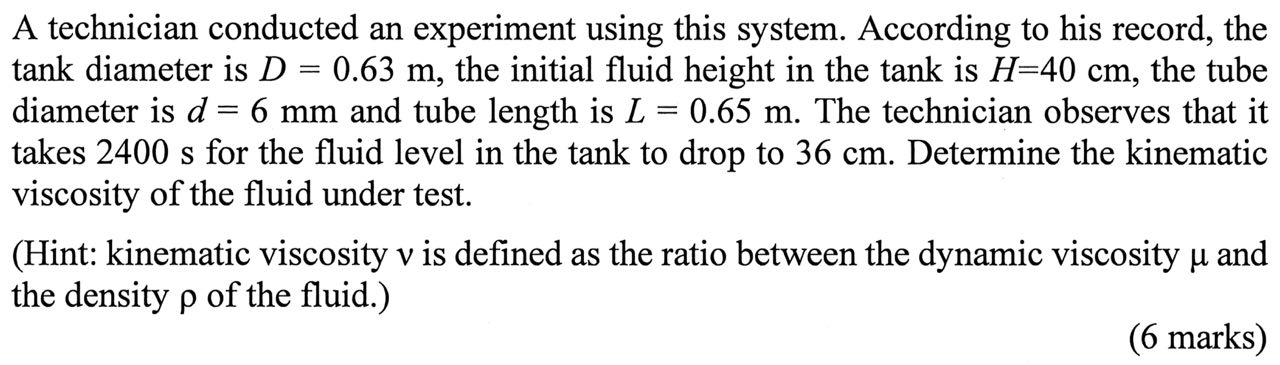 A technician conducted an experiment using this system. According to his record, the
tank diameter is D = 0.63 m, the initial fluid height in the tank is H=40 cm, the tube
diameter is d = 6 mm and tube length is L = 0.65 m. The technician observes that it
takes 2400 s for the fluid level in the tank to drop to 36 cm. Determine the kinematic
viscosity of the fluid under test.
(Hint: kinematic viscosity ν is defined as the ratio between the dynamic viscosity μ and
the density ρ of the fluid.)
(6 marks)